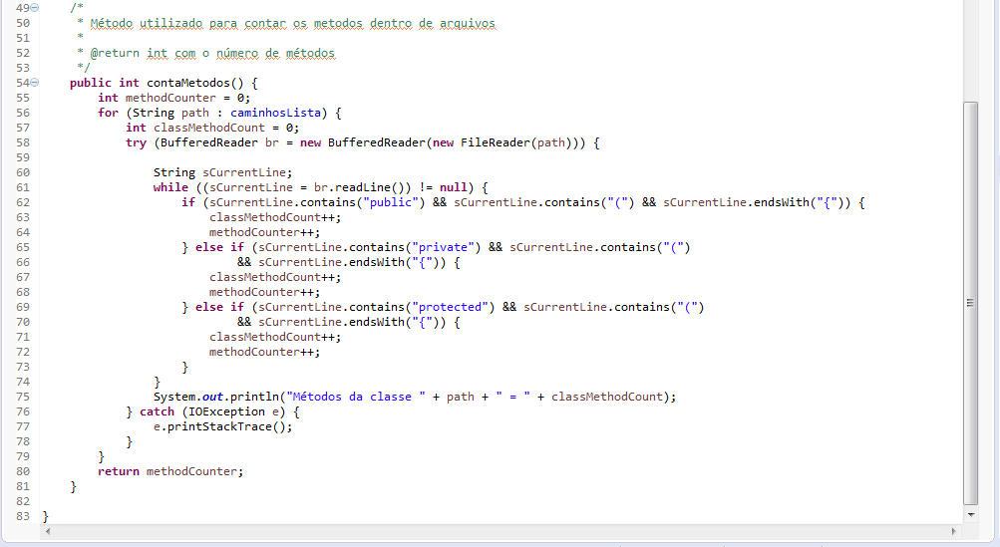 49 /*
50 * Método utilizado para contar os metodos dentro de arquivos
51 *
52 * @return int com o número de métodos
53 */
54 public int contaMetodos() {
55 int methodCounter = 0;
56 for (String path : caminhosLista) {
57 int classMethodCount = 0;
58 try (BufferedReader br = new BufferedReader(new FileReader(path))) {
59
60 String sCurrentLine;
61 while ((sCurrentLine = br.readLine()) != null) {
62 if (sCurrentLine.contains("public") && sCurrentLine.contains("(") && sCurrentLine.endsWith("{")) {
63 classMethodCount++;
64 methodCounter++;
65 } else if (sCurrentLine.contains("private") && sCurrentLine.contains("(")
66 && sCurrentLine.endsWith("{")) {
67 classMethodCount++;
68 methodCounter++;
69 } else if (sCurrentLine.contains("protected") && sCurrentLine.contains("(")
70 && sCurrentLine.endsWith("{")) {
71 classMethodCount++;
72 methodCounter++;
73 }
74 }
75 System.out.println("Métodos da classe " + path + " = " + classMethodCount);
76 } catch (IOException e) {
77 e.printStackTrace();
78 }
79 }
80 return methodCounter;
81 }
82
83 }